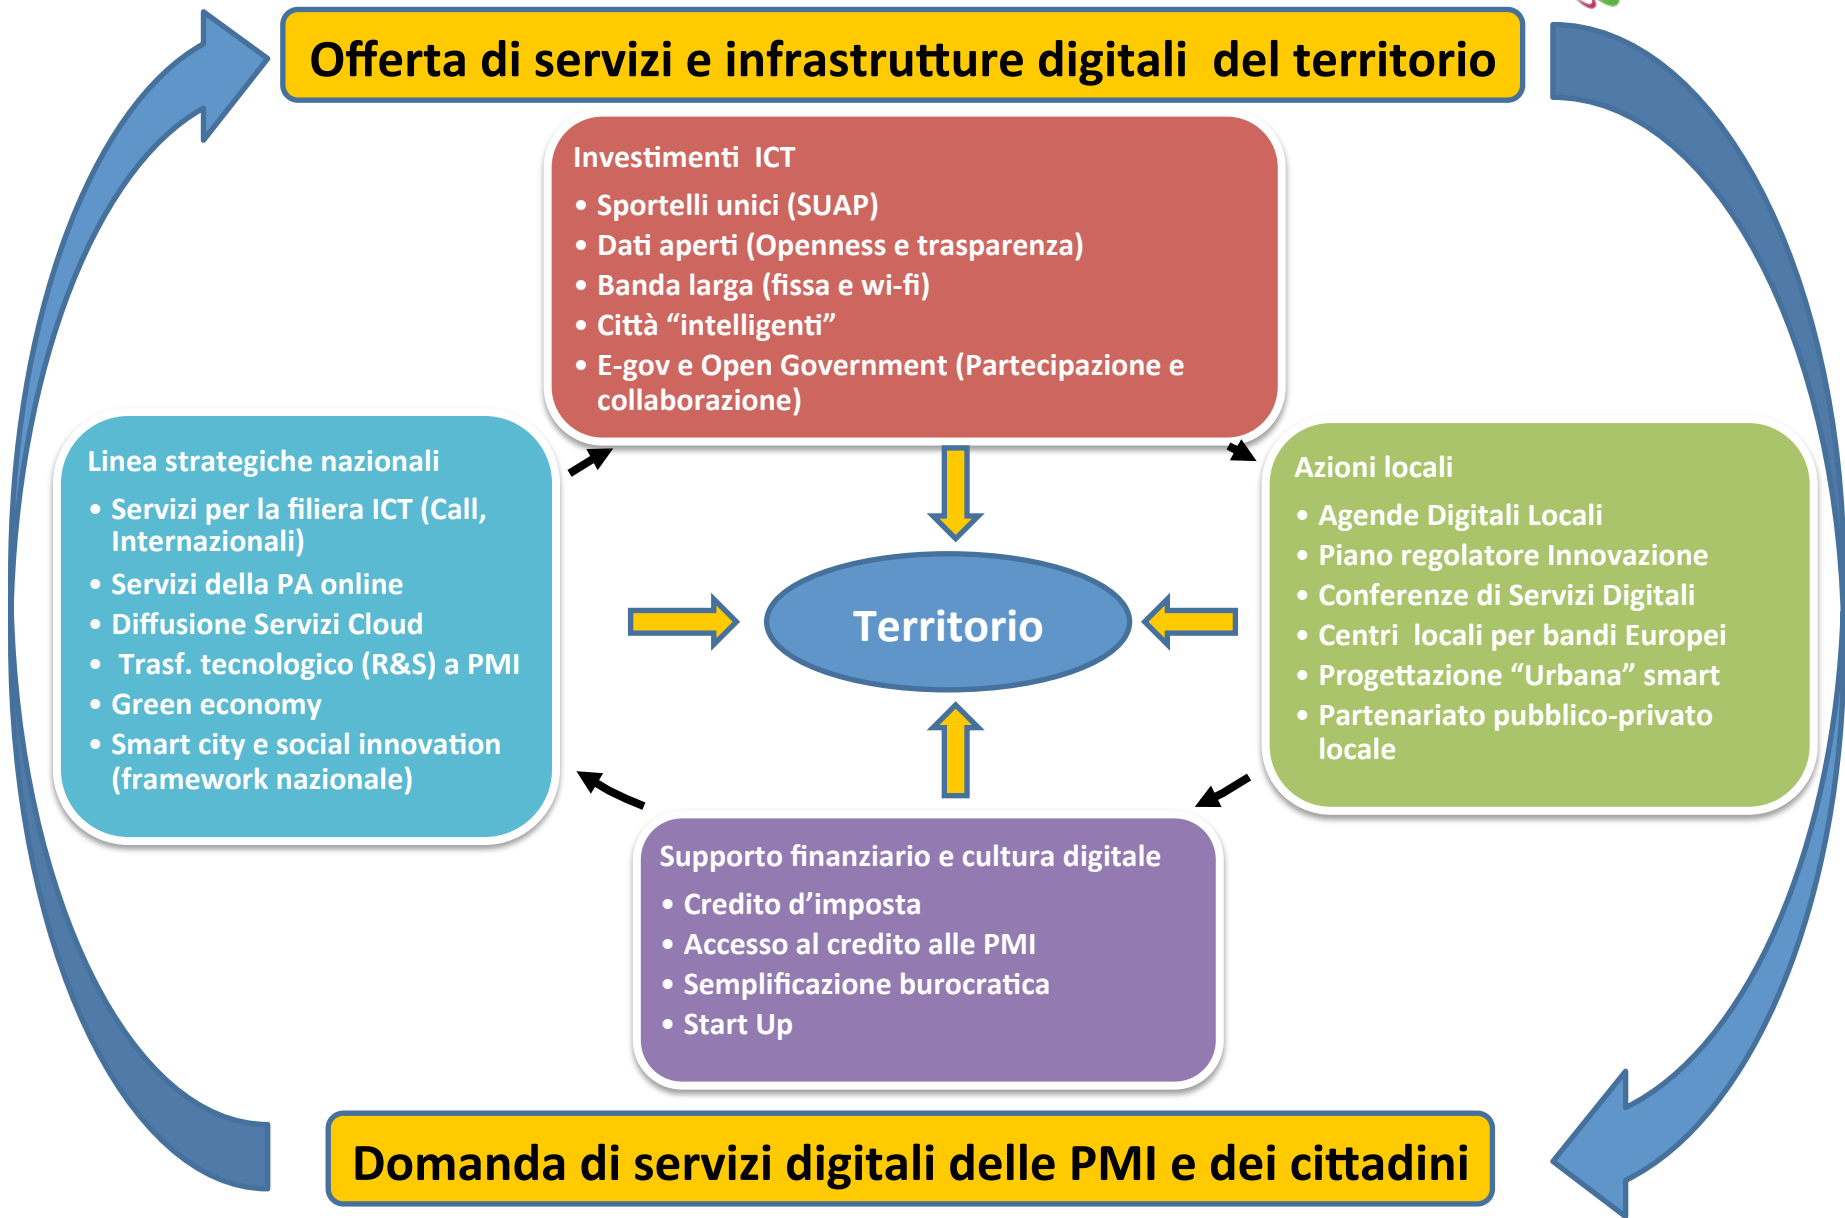 Offerta di servizi e infrastrutture digitali  del territorio
Investimenti  ICT
• Sportelli unici (SUAP)
• Dati aperti (Openness e trasparenza)
• Banda larga (fissa e wi-fi)
• Città “intelligenti”
• E-gov e Open Government (Partecipazione e
collaborazione)
Linea strategiche nazionali
• Servizi per la filiera ICT (Call,
Internazionali)
• Servizi della PA online
• Diffusione Servizi Cloud
•  Trasf. tecnologico (R&S) a PMI
• Green economy
• Smart city e social innovation
(framework nazionale)
Territorio
Azioni locali
• Agende Digitali Locali
• Piano regolatore Innovazione
• Conferenze di Servizi Digitali
• Centri  locali per bandi Europei
• Progettazione “Urbana” smart
• Partenariato pubblico-privato
locale
Supporto finanziario e cultura digitale
• Credito d’imposta
• Accesso al credito alle PMI
• Semplificazione burocratica
• Start Up
Domanda di servizi digitali delle PMI e dei cittadini